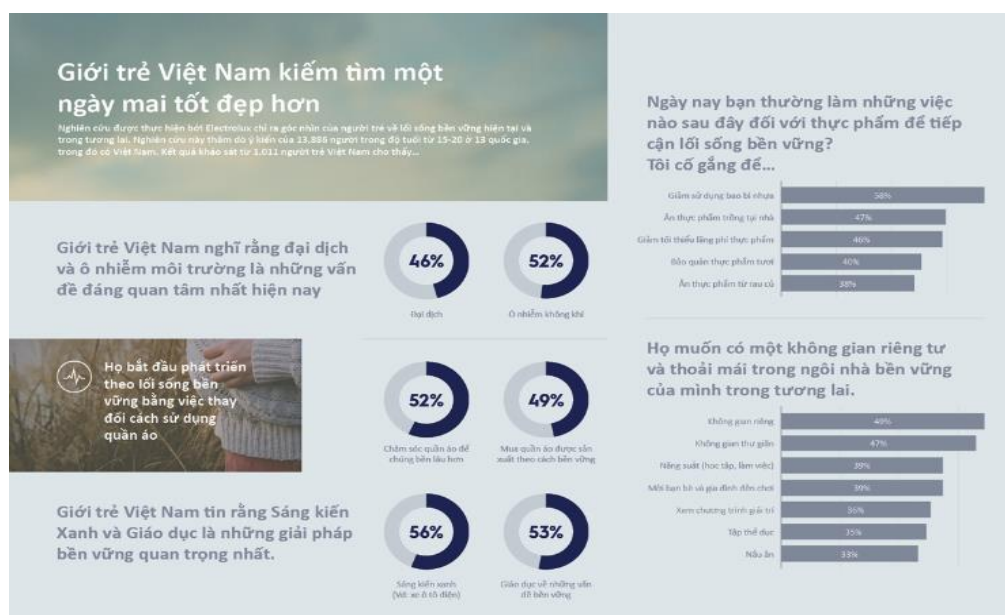 Giới trẻ Việt Nam kiếm tìm một
ngày mai tốt đẹp hơn
Nghiên cứu được thực hiện bởi Electrolux chỉ ra góc nhìn của người trẻ về lối sống bền vững hiện tại và
trong tương lai. Nghiên cứu này thăm dò ý kiến của 13,886 người trong độ tuổi từ 15-20 ở 13 quốc gia,
trong đó có Việt Nam. Kết quả khảo sát từ 1,011 người trẻ Việt Nam cho thấy...
Giới trẻ Việt Nam nghĩ rằng đại dịch
và ô nhiễm môi trường là những vấn
đề đáng quan tâm nhất hiện nay
46%
Đại dịch
52%
Ô nhiễm không khí
Họ bắt đầu phát triển
theo lối sống bền
vững bằng việc thay
đổi cách sử dụng
quần áo
52%
Chăm sóc quần áo để
chúng bền lâu hơn
49%
Mua quần áo được sản
xuất theo cách bền vững
Giới trẻ Việt Nam tin rằng Sáng kiến
Xanh và Giáo dục là những giải pháp
bền vững quan trọng nhất.
56%
Sáng kiến xanh
(Với xe ô tô điện)
53%
Giáo dục về những vấn
đề bền vững
Ngày nay bạn thường làm những việc
nào sau đây đối với thực phẩm để tiếp
cận lối sống bền vững?
Tôi cố gắng để...
Giảm sử dụng bao bì nhựa 58%
Ăn thực phẩm trồng tại nhà 47%
Giảm tối thiểu lãng phí thực phẩm 46%
Bảo quản thực phẩm tươi 40%
Ăn thực phẩm từ rau củ 38%
Họ muốn có một không gian riêng tư
và thoải mái trong ngôi nhà bền vững
của mình trong tương lai.
Không gian riêng 49%
Không gian thư giãn 47%
Năng suất (học tập, làm việc) 39%
Mời bạn bè và gia đình đến chơi 39%
Xem chương trình giải trí 36%
Tập thể dục 35%
Nấu ăn 33%